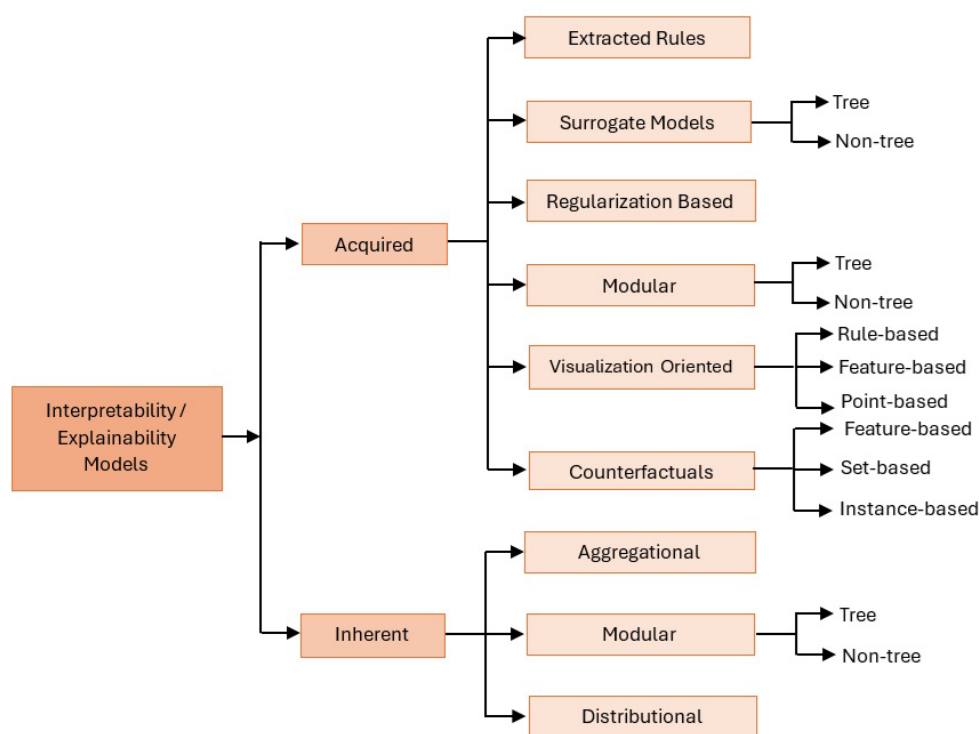 Extracted Rules
Tree
Surrogate Models
Non-tree
Regularization Based
Acquired
Tree
Modular
Non-tree
Rule-based
Visualization Oriented
Feature-based
Point-based
Interpretability /
Explainability
Models
Feature-based
Counterfactuals
Set-based
Instance-based
Aggregational
Tree
Inherent
Modular
Non-tree
Distributional